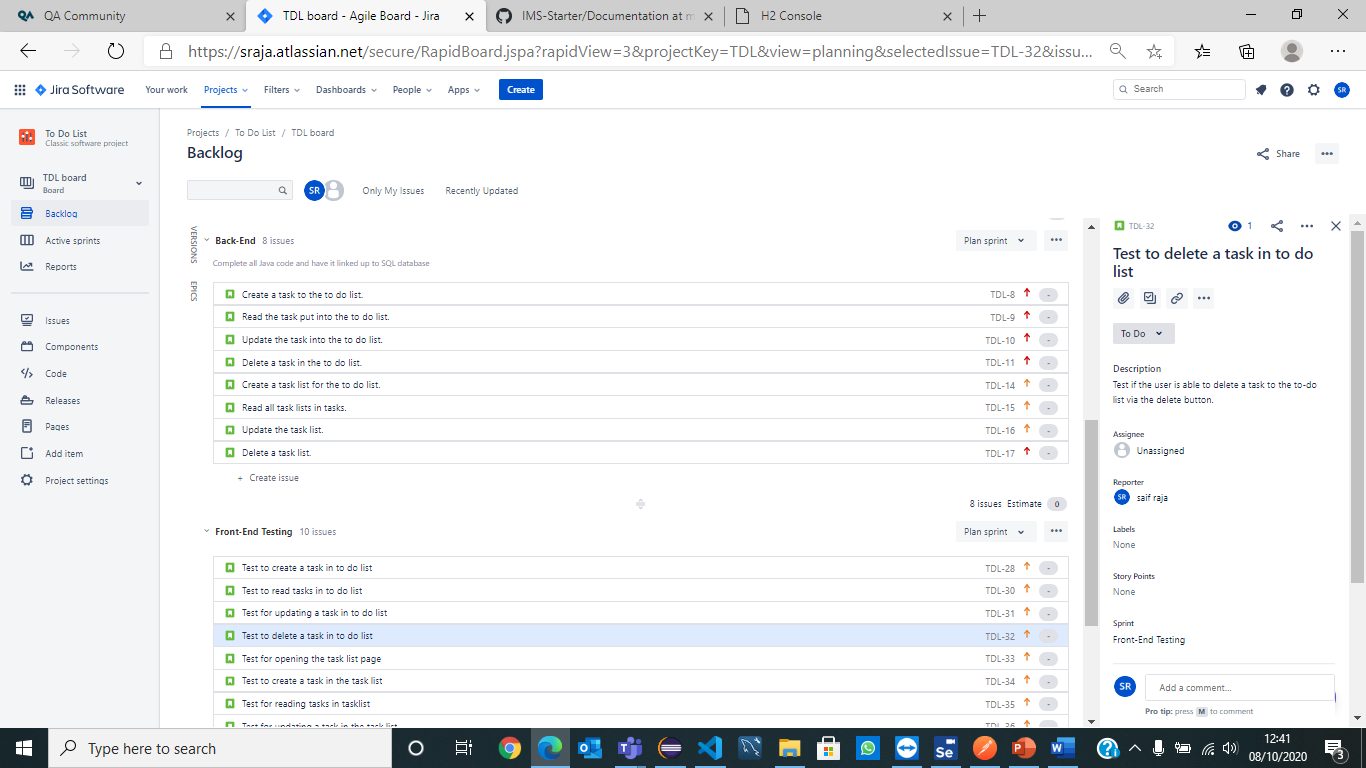 QA Community
TDL board - Agile Board - Jira
IMS-Starter/Documentation at m
H2 Console
https://sraja.atlassian.net/secure/RapidBoard.jspa?rapidView=3&projectKey=TDL&view=planning&selectedIssue=TDL-32&issu...
Jira Software
Your work
Projects
Filters
Dashboards
People
Apps
Create
Search
SR
To Do List
Classic software project
TDL board
Board
Backlog
Active sprints
Reports
Issues
Components
Code
Releases
Pages
Add item
Project settings
Projects / To Do List / TDL board
Backlog
Share
SR
Only My Issues
Recently Updated
VERSIONS
EPICS
Back-End 8 issues
Plan sprint
Complete all Java code and have it linked up to SQL database
Create a task to the to do list. TDL-8 -
Read the task put into the to do list. TDL-9 -
Update the task into the to do list. TDL-10 -
Delete a task in the to do list. TDL-11 -
Create a task list for the to do list. TDL-14 -
Read all task lists in tasks. TDL-15 -
Update the task list. TDL-16 -
Delete a task list. TDL-17 -
+ Create issue
8 issues Estimate 0
Front-End Testing 10 issues
Plan sprint
Test to create a task in to do list TDL-28 -
Test to read tasks in to do list TDL-30 -
Test for updating a task in to do list TDL-31 -
Test to delete a task in to do list TDL-32 -
Test for opening the task list page TDL-33 -
Test to create a task in the task list TDL-34 -
Test for reading tasks in tasklist TDL-35 -
Test for updating a task in the task list TDL-36
TDL-32
1
Test to delete a task in to do
list
To Do
Description
Test if the user is able to delete a task to the to-do
list via the delete button.
Assignee
Unassigned
Reporter
SR saif raja
Labels
None
Story Points
None
Sprint
Front-End Testing
SR
Add a comment...
Pro tip: press M to comment
Type here to search
12:41
08/10/2020
3